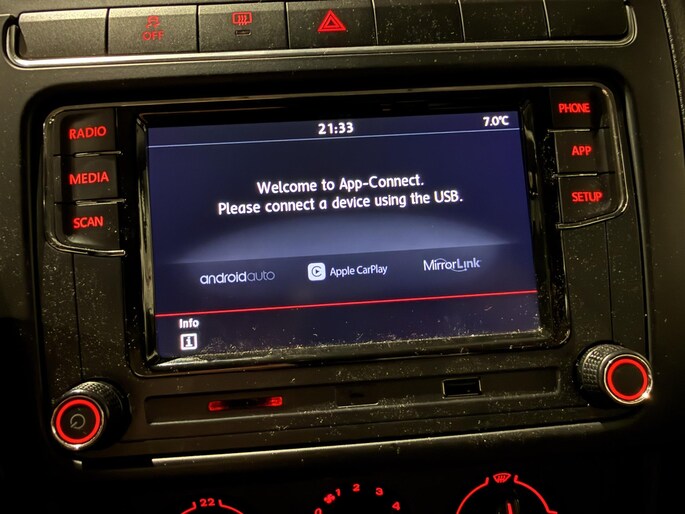 OFF
21:33
7.0°C
RADIO
MEDIA
SCAN
PHONE
APP
SETUP
Welcome to App-Connect.
Please connect a device using the USB.
androidauto
Apple CarPlay
MirrorLink
Info
i
22
1 2 3 4